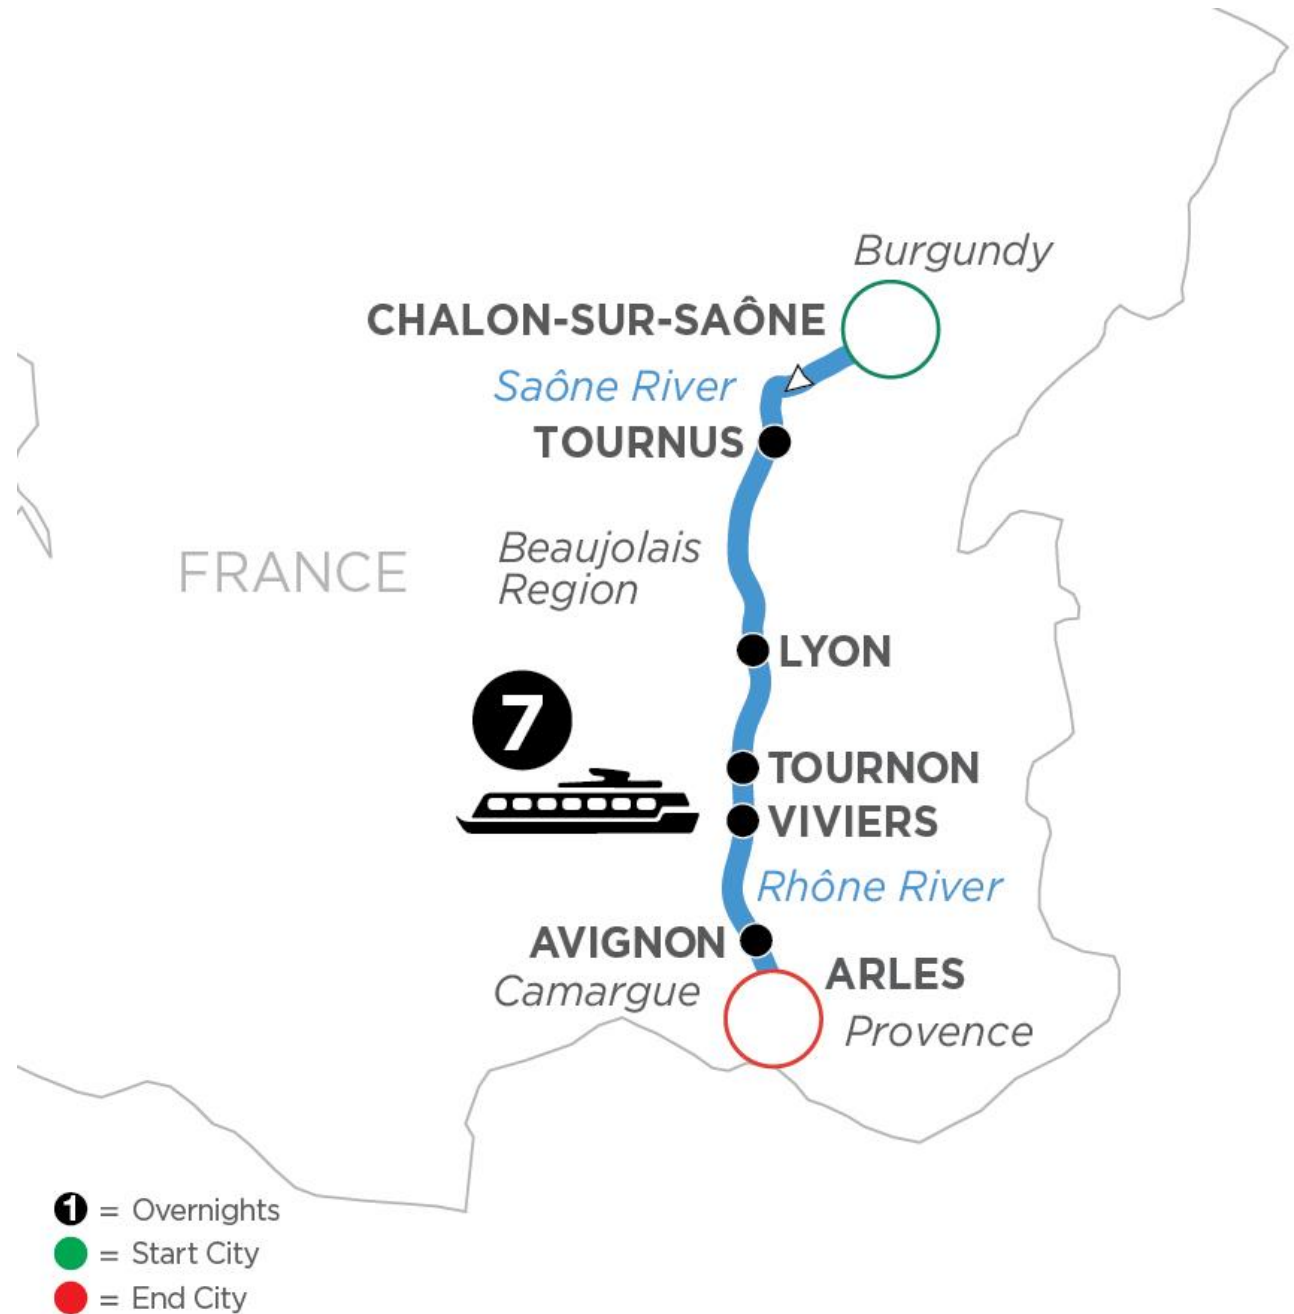 Burgundy
CHALON-SUR-SAÔNE
Saône River
TOURNUS
Beaujolais
Region
FRANCE
LYON
7
TOURNON
VIVIERS
Rhône River
AVIGNON
ARLES
Camargue
Provence
1 = Overnights
= Start City
= End City